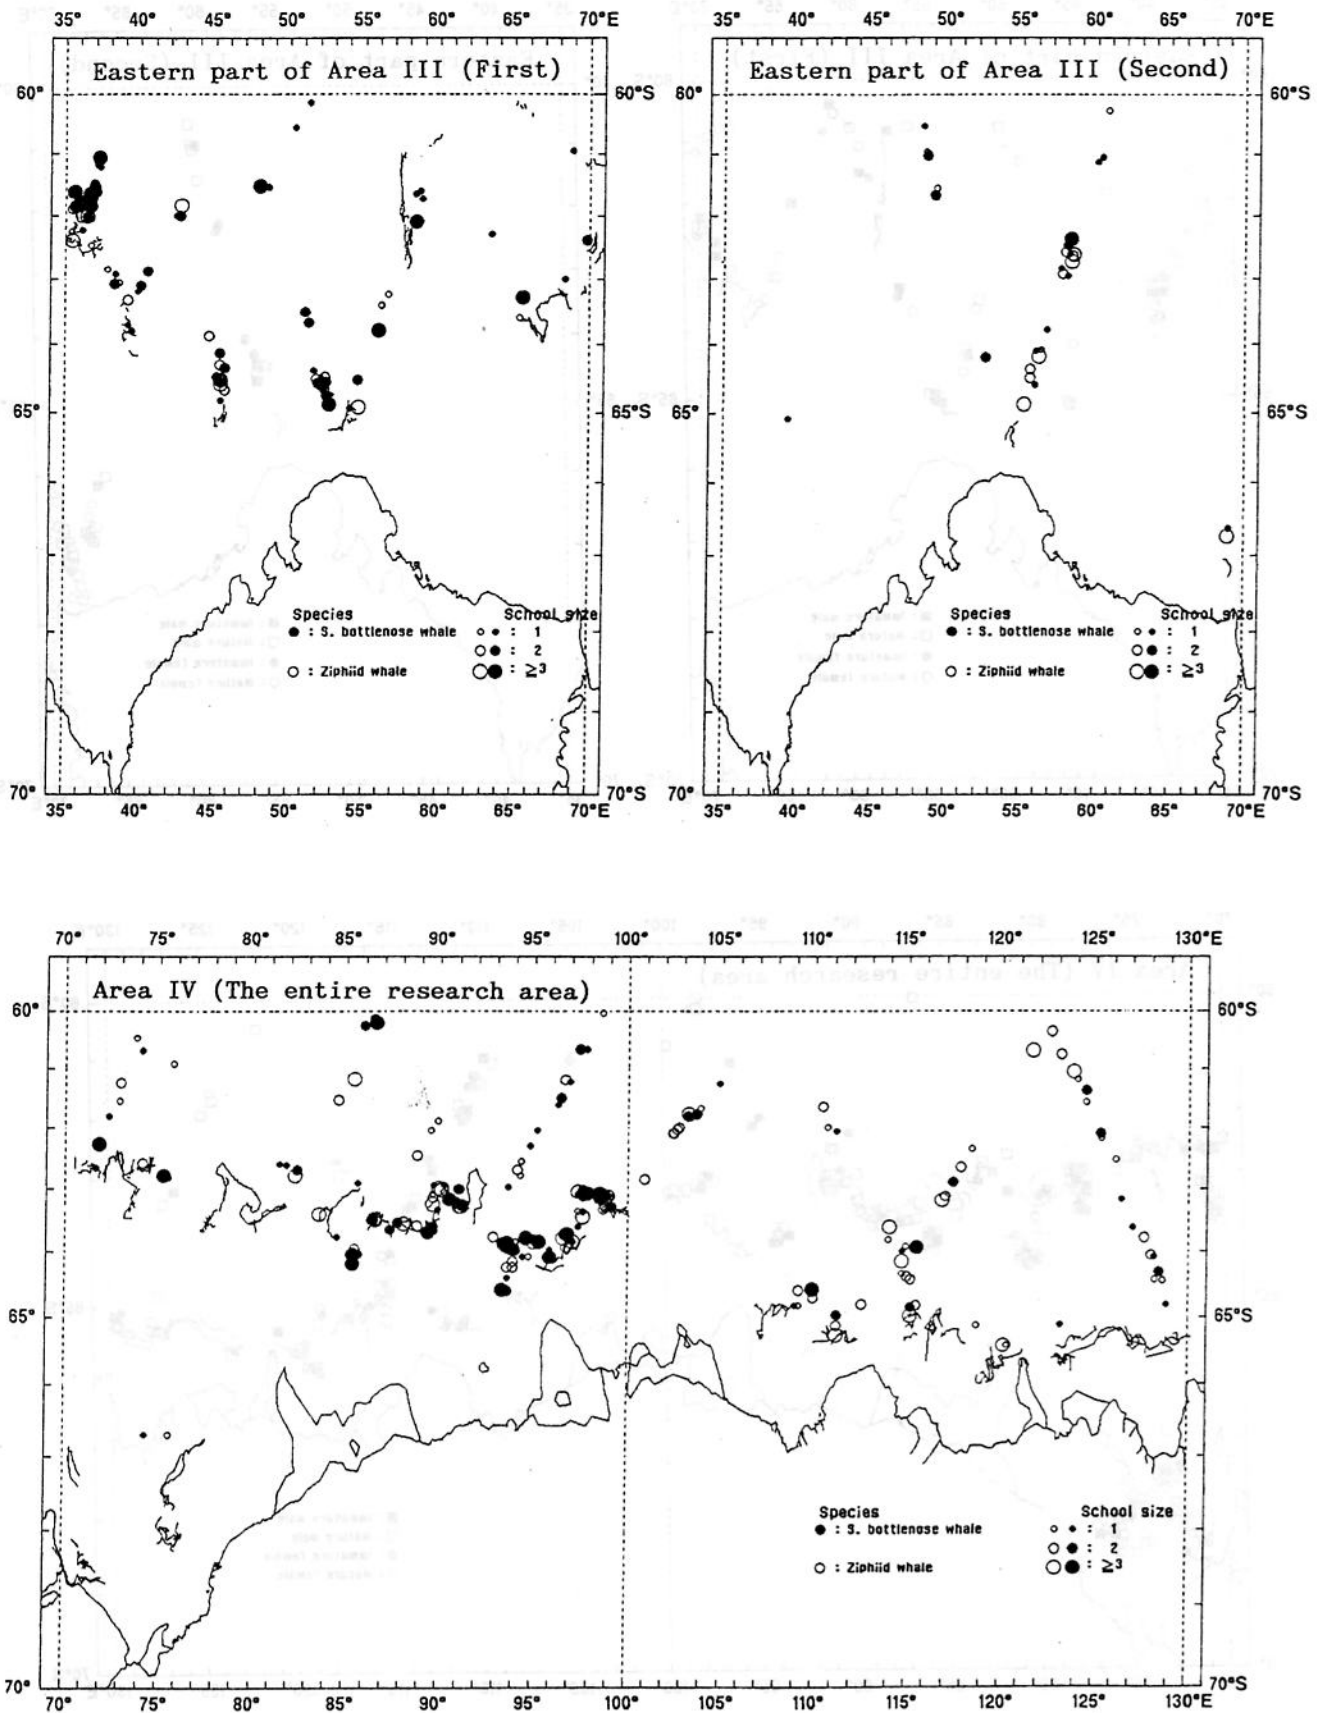 35° 40° 45° 50° 55° 60° 65° 70°E
Eastern part of Area III (First)
60° 60°S
65° 65°S
Species School size
● : S. bottlenose whale ○ ● : 1
○ ● : 2
○ : Ziphiid whale ○ ● : ≥3
70° 70°S
35° 40° 45° 50° 55° 60° 65° 70°E
35° 40° 45° 50° 55° 60° 65° 70°E
Eastern part of Area III (Second)
80° 60°S
65° 65°S
Species School size
● : S. bottlenose whale ○ ● : 1
○ ● : 2
○ : Ziphiid whale ○ ● : ≥3
70° 70°S
35° 40° 45° 50° 55° 60° 65° 70°E
70° 75° 80° 85° 90° 95° 100° 105° 110° 115° 120° 125° 130°E
Area IV (The entire research area)
60° 60°S
65° 65°S
Species School size
● : S. bottlenose whale ○ ● : 1
○ ● : 2
○ : Ziphiid whale ○ ● : ≥3
70° 70°S
70° 75° 80° 85° 90° 95° 100° 105° 110° 115° 120° 125° 130°E